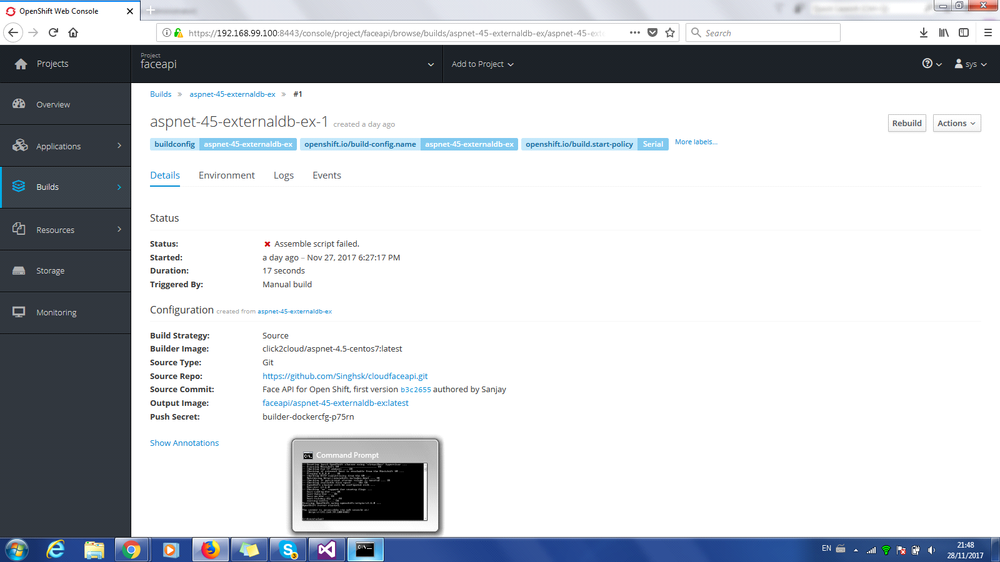 OpenShift Web Console
https://192.168.99.100:8443/console/project/faceapi/browse/builds/aspnet-45-externaldb-ex/aspnet-45-exte
Search
Projects
Project
faceapi
Add to Project
sys
Overview
Applications
Builds
Resources
Storage
Monitoring
Builds » aspnet-45-externaldb-ex » #1
aspnet-45-externaldb-ex-1 created a day ago
Rebuild
Actions
buildconfig aspnet-45-externaldb-ex openshift.io/build-config.name aspnet-45-externaldb-ex openshift.io/build.start-policy Serial More labels...
Details Environment Logs Events
Status
Status: Assemble script failed.
Started: a day ago – Nov 27, 2017 6:27:17 PM
Duration: 17 seconds
Triggered By: Manual build
Configuration created from aspnet-45-externaldb-ex
Build Strategy: Source
Builder Image: click2cloud/aspnet-4.5-centos7:latest
Source Type: Git
Source Repo: https://github.com/Singhsk/cloudfaceapi.git
Source Commit: Face API for Open Shift, first version b3c2655 authored by Sanjay
Output Image: faceapi/aspnet-45-externaldb-ex:latest
Push Secret: builder-dockercfg-p75rn
Show Annotations
Command Prompt
EN
21:48
28/11/2017